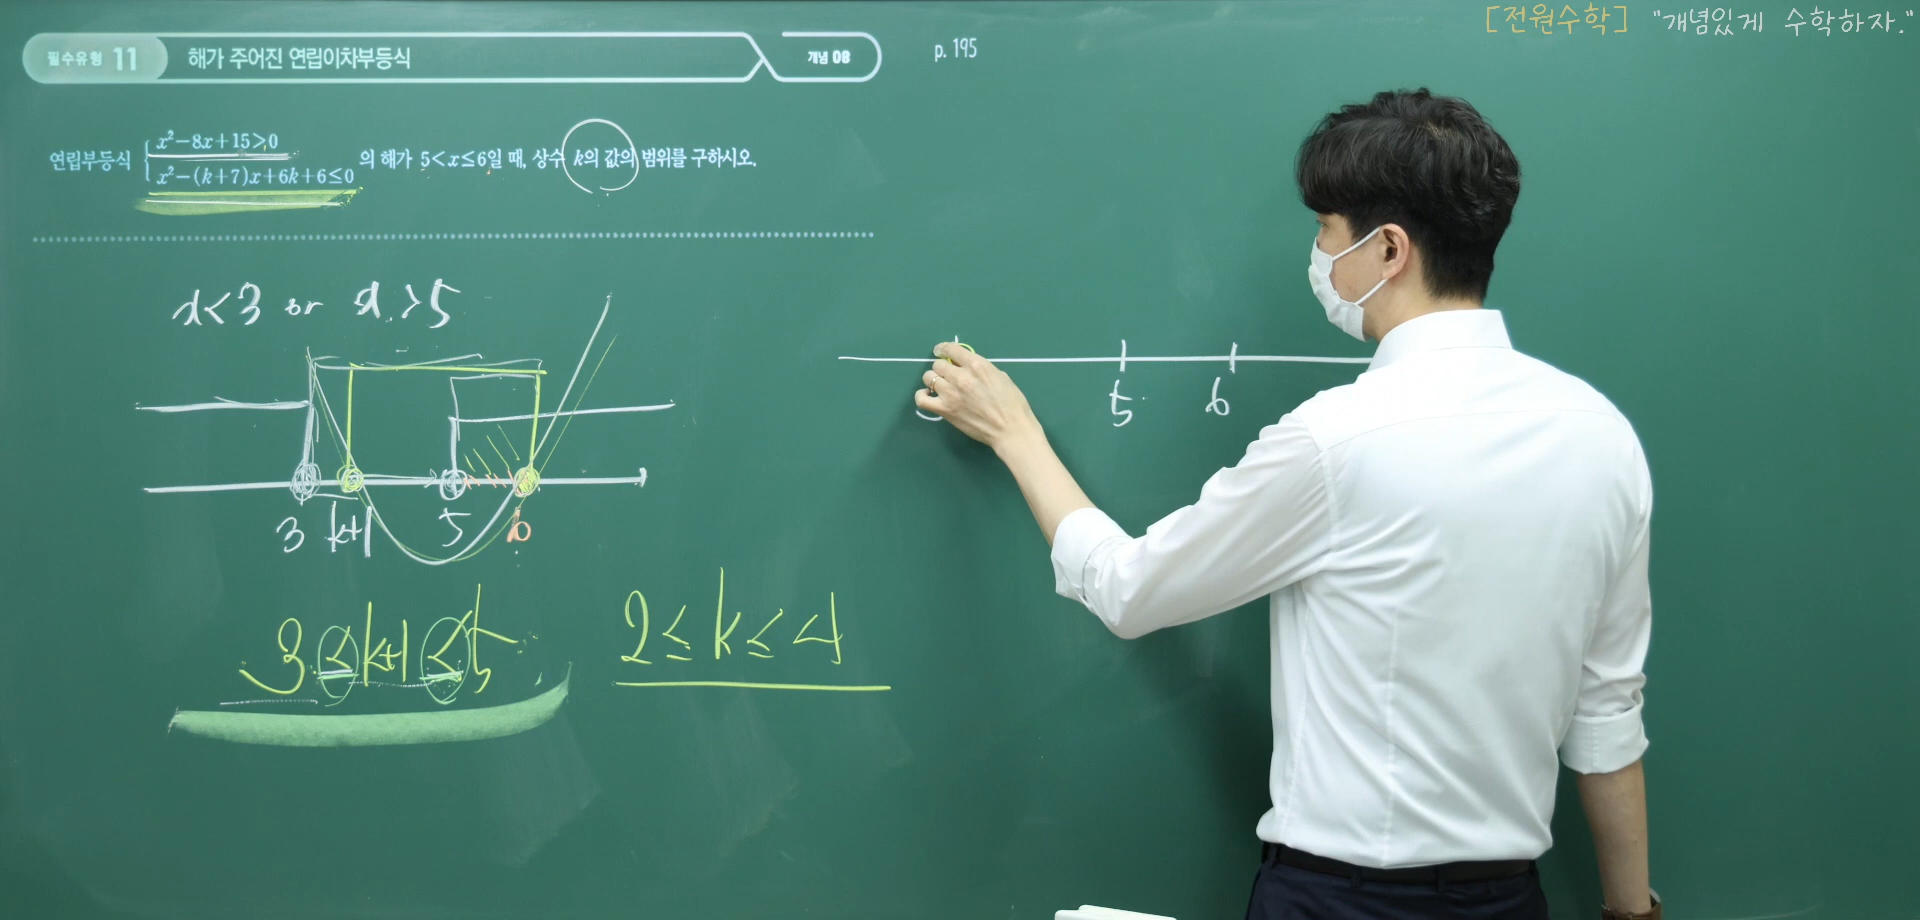 [전원수학] "개념있게 수학하자."
필수유형 11 해가 주어진 연립이차부등식 개념 08 p. 195
연립부등식 { x²-8x+15>0
x²-(k+7)x+6k+6≤0 의 해가 5<x≤6일 때, 상수 k의 값의 범위를 구하시오.
x<3 or x>5
3 k+1 5 6
5 6
3≤k+1≤5
2≤k≤4